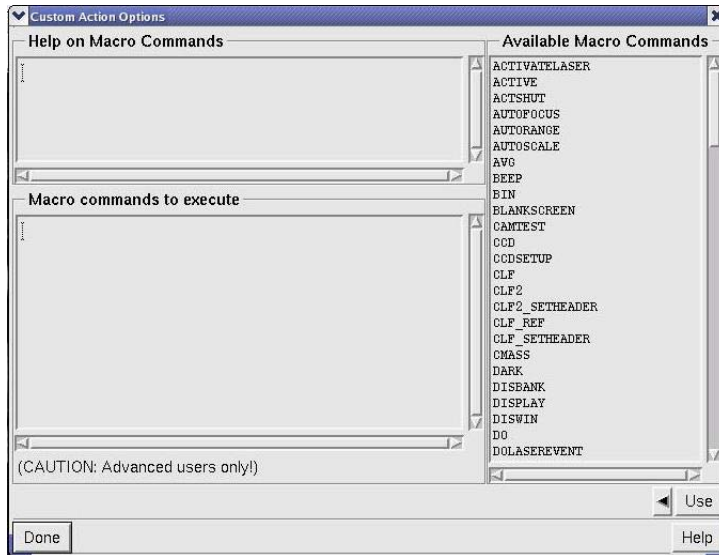 Custom Action Options
Help on Macro Commands
Macro commands to execute
(CAUTION: Advanced users only!)
Available Macro Commands
ACTIVATELASER
ACTIVE
ACTSHUT
AUTOFOCUS
AUTORANGE
AUTOSCALE
AVG
BEEP
BIN
BLANKSCREEN
CAMTEST
CCD
CCDSETUP
CLF
CLF2
CLF2_SETHEADER
CLF_REF
CLF_SETHEADER
CMASS
DARK
DISBANK
DISPLAY
DISWIN
DO
DOLASEREVENT
Use
Done
Help